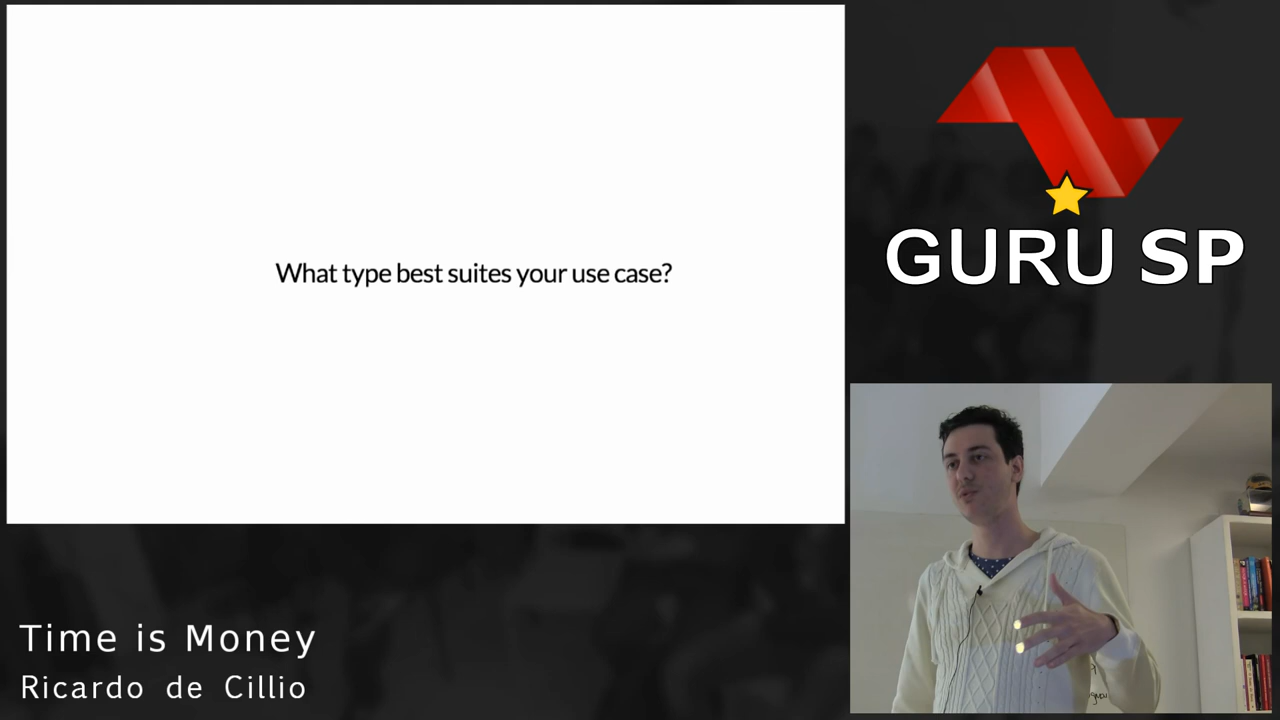 What type best suites your use case?
GURU SP
Time is Money
Ricardo de Cillio